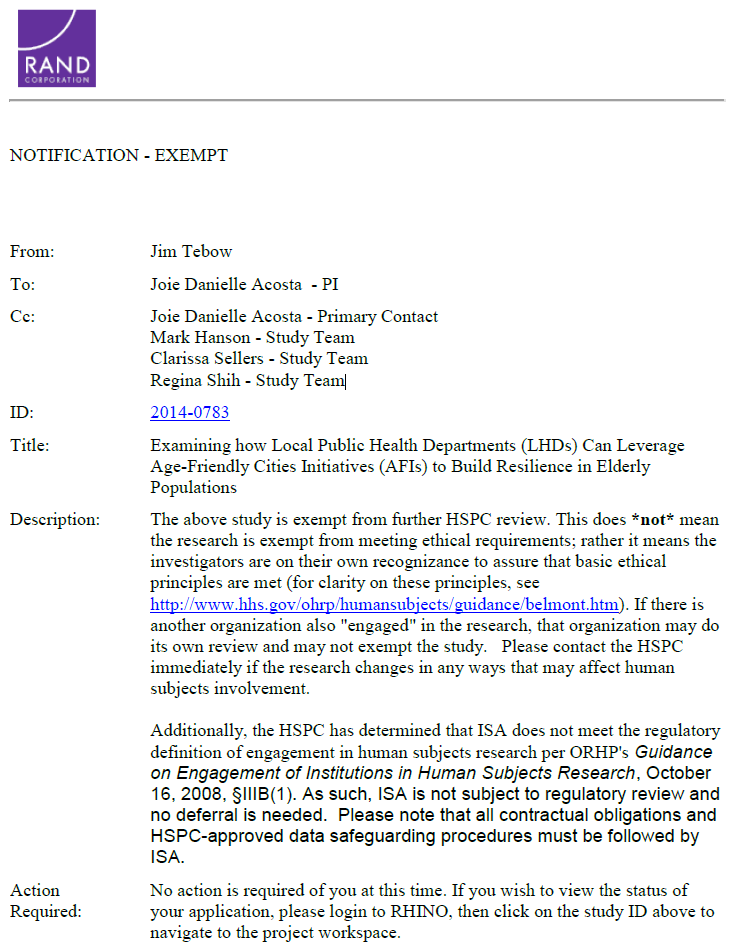 RAND
CORPORATION
NOTIFICATION - EXEMPT
From: Jim Tebow
To: Joie Danielle Acosta - PI
Cc: Joie Danielle Acosta - Primary Contact
Mark Hanson - Study Team
Clarissa Sellers - Study Team
Regina Shih - Study Team
ID: 2014-0783
Title: Examining how Local Public Health Departments (LHDs) Can Leverage
Age-Friendly Cities Initiatives (AFIs) to Build Resilience in Elderly
Populations
Description: The above study is exempt from further HSPC review. This does *not* mean
the research is exempt from meeting ethical requirements; rather it means the
investigators are on their own recognizance to assure that basic ethical
principles are met (for clarity on these principles, see
http://www.hhs.gov/ohrp/humansubjects/guidance/belmont.htm). If there is
another organization also "engaged" in the research, that organization may do
its own review and may not exempt the study. Please contact the HSPC
immediately if the research changes in any ways that may affect human
subjects involvement.
Additionally, the HSPC has determined that ISA does not meet the regulatory
definition of engagement in human subjects research per ORHP's Guidance
on Engagement of Institutions in Human Subjects Research, October
16, 2008, §IIIB(1). As such, ISA is not subject to regulatory review and
no deferral is needed. Please note that all contractual obligations and
HSPC-approved data safeguarding procedures must be followed by
ISA.
Action No action is required of you at this time. If you wish to view the status of
Required: your application, please login to RHINO, then click on the study ID above to
navigate to the project workspace.